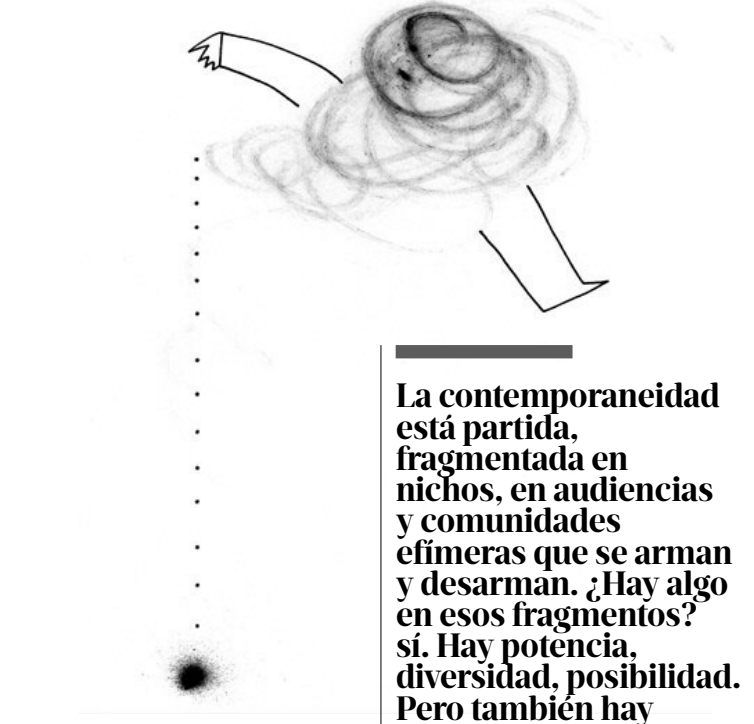 La contemporaneidad
está partida,
fragmentada en
nichos, en audiencias
y comunidades
efímeras que se arman
y desarman. ¿Hay algo
en esos fragmentos?
sí. Hay potencia,
diversidad, posibilidad.
Pero también hay